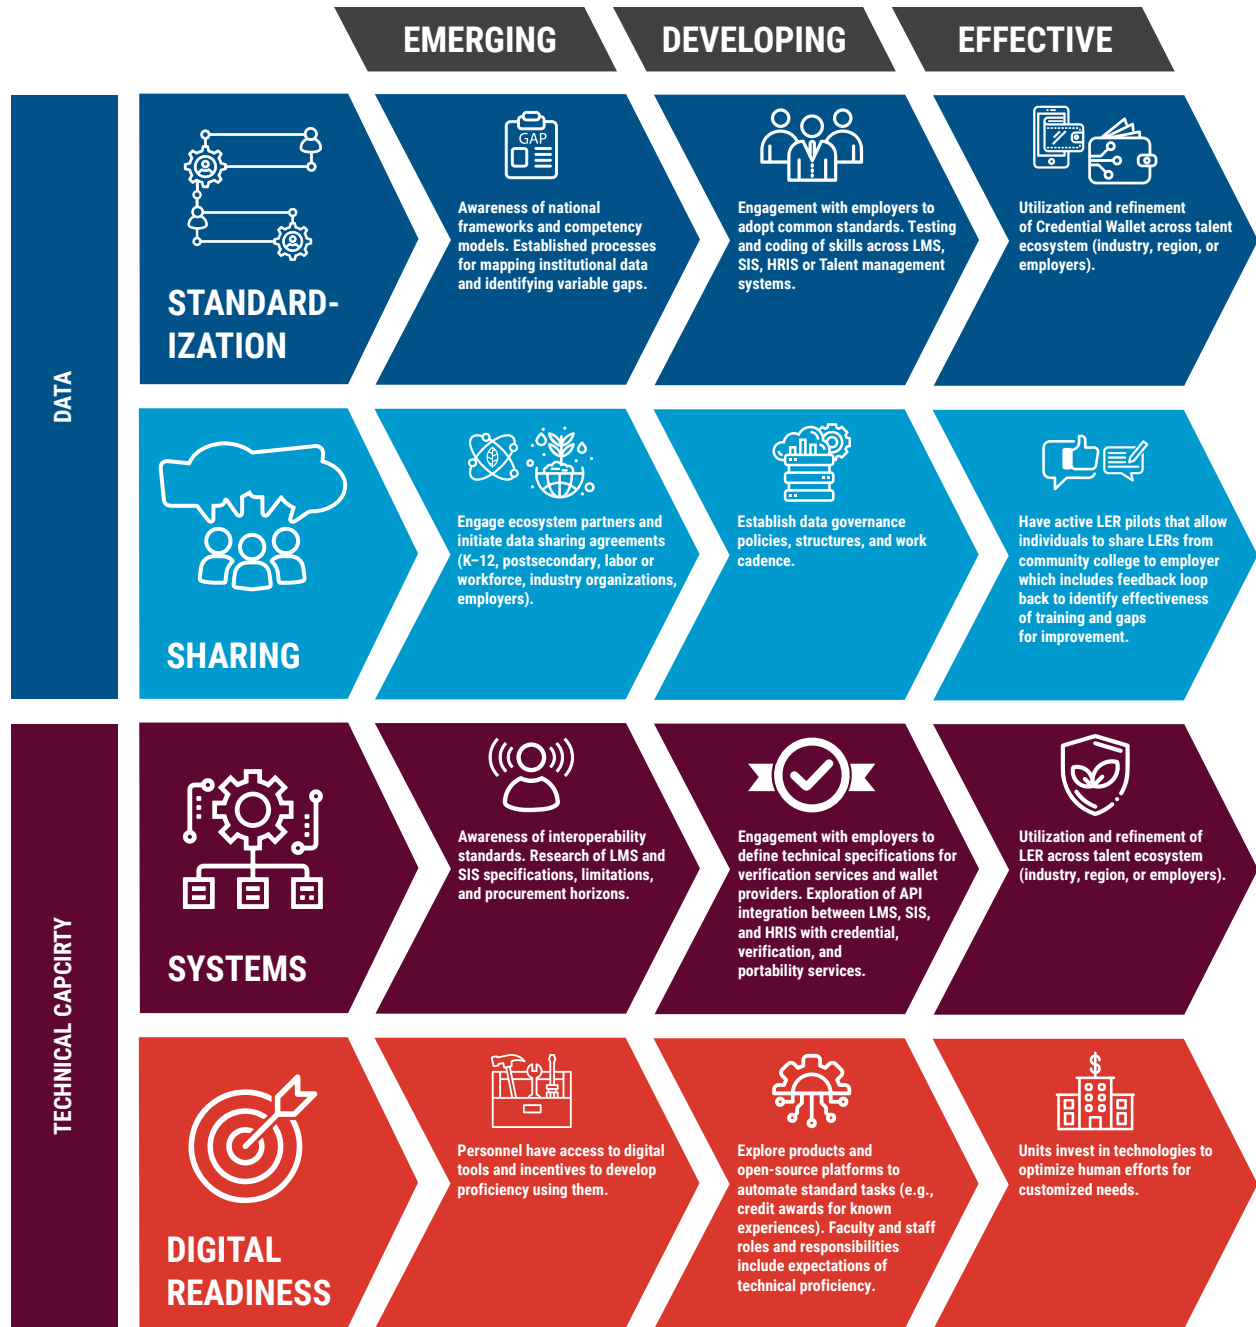 EMERGING
DEVELOPING
EFFECTIVE
DATA
STANDARD-
IZATION
GAP
Awareness of national
frameworks and competency
models. Established processes
for mapping institutional data
and identifying variable gaps.
Engagement with employers to
adopt common standards. Testing
and coding of skills across LMS,
SIS, HRIS or Talent management
systems.
Utilization and refinement
of Credential Wallet across talent
ecosystem (industry, region, or
employers).
SHARING
Engage ecosystem partners and
initiate data sharing agreements
(K–12, postsecondary, labor or
workforce, industry organizations,
employers).
Establish data governance
policies, structures, and work
cadence.
Have active LER pilots that allow
individuals to share LERs from
community college to employer
which includes feedback loop
back to identify effectiveness
of training and gaps
for improvement.
TECHNICAL CAPCIRTY
SYSTEMS
Awareness of interoperability
standards. Research of LMS and
SIS specifications, limitations,
and procurement horizons.
Engagement with employers to
define technical specifications for
verification services and wallet
providers. Exploration of API
integration between LMS, SIS,
and HRIS with credential,
verification, and
portability services.
Utilization and refinement of
LER across talent ecosystem
(industry, region, or employers).
DIGITAL
READINESS
Personnel have access to digital
tools and incentives to develop
proficiency using them.
Explore products and
open-source platforms to
automate standard tasks (e.g.,
credit awards for known
experiences). Faculty and staff
roles and responsibilities
include expectations of
technical proficiency.
$
Units invest in technologies to
optimize human efforts for
customized needs.